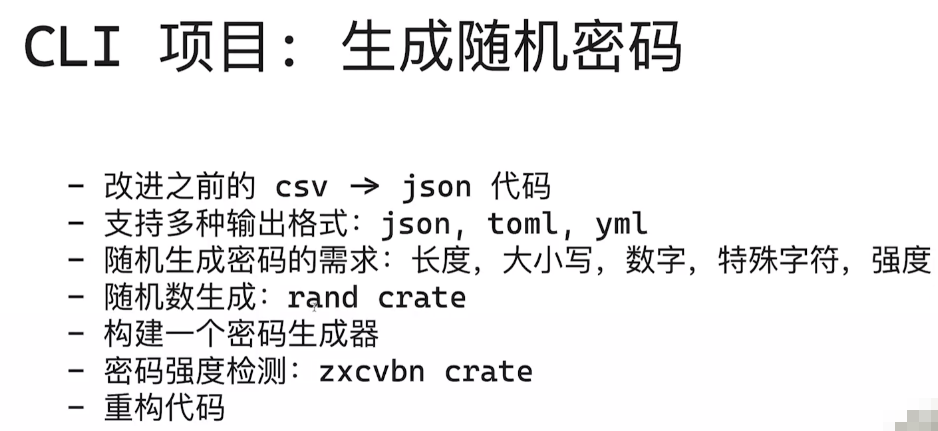 CLI 项目: 生成随机密码
- 改进之前的 csv → json 代码
- 支持多种输出格式: json, toml, yml
- 随机生成密码的需求: 长度, 大小写, 数字, 特殊字符, 强度
- 随机数生成: rand crate
- 构建一个密码生成器
- 密码强度检测: zxcvbn crate
- 重构代码